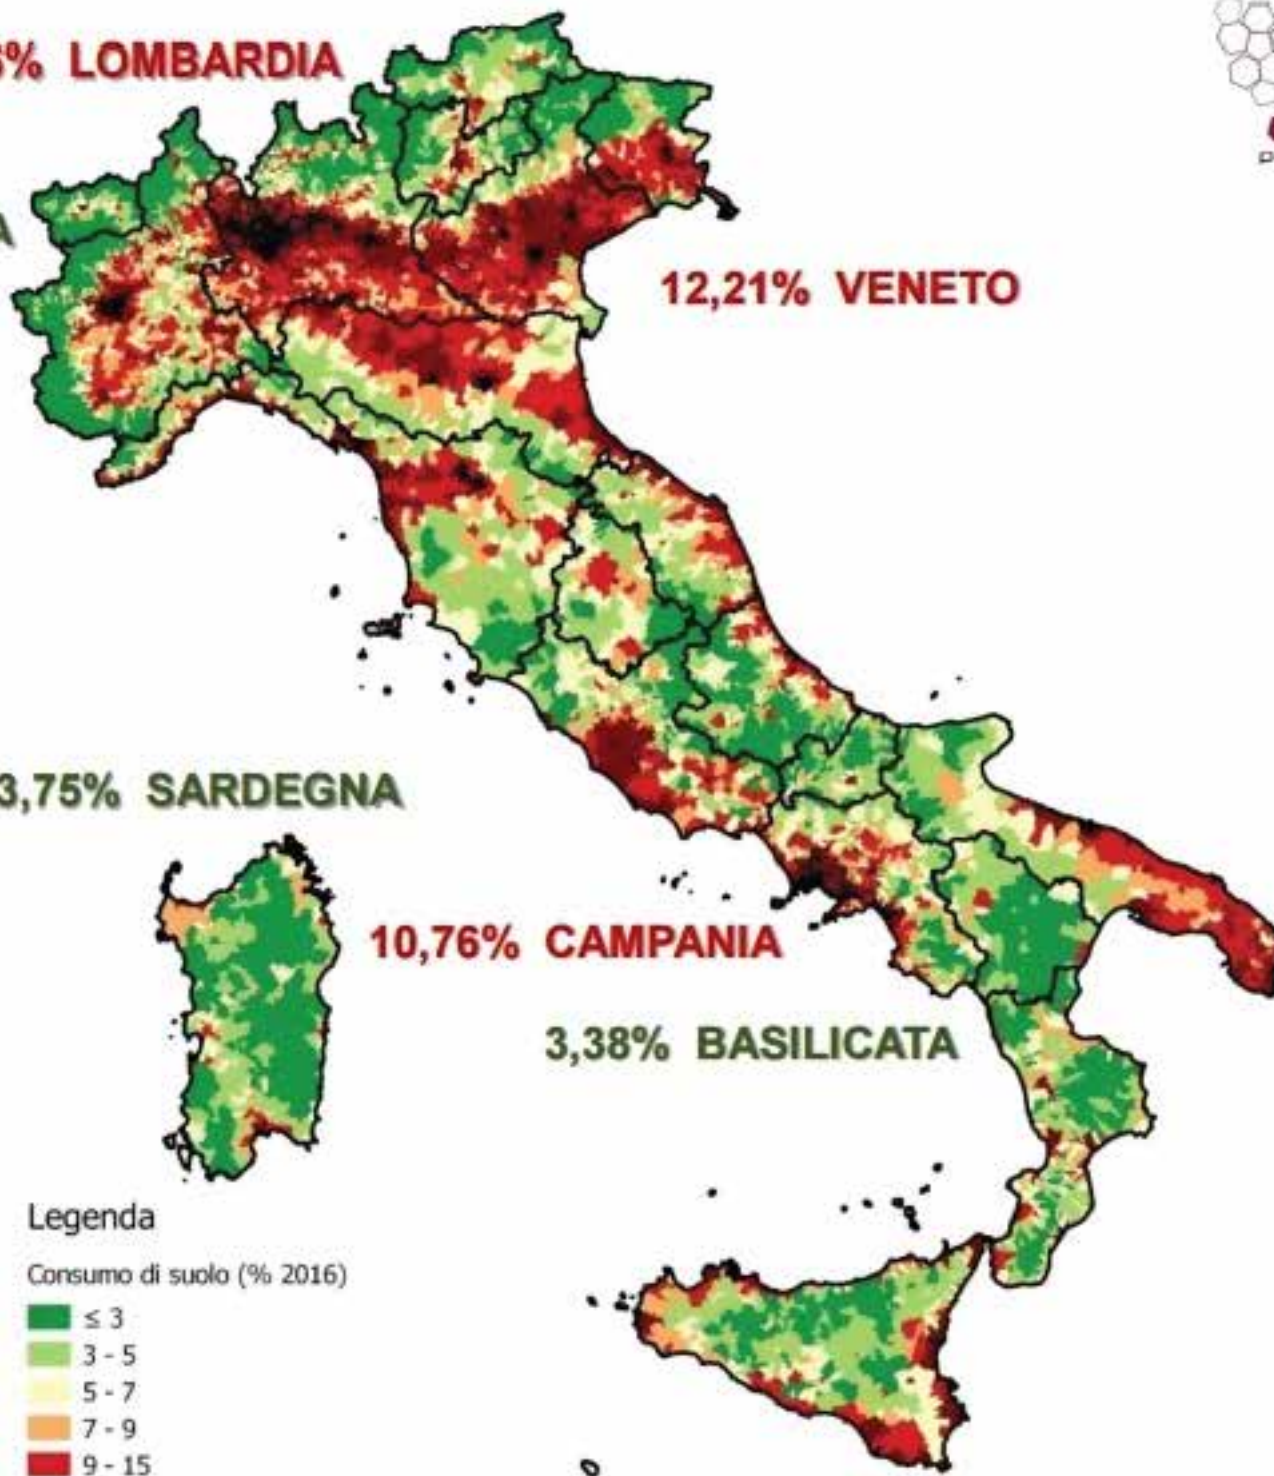 % LOMBARDIA
A
12,21% VENETO
3,75% SARDEGNA
10,76% CAMPANIA
3,38% BASILICATA
Legenda
Consumo di suolo (% 2016)
≤ 3
3 - 5
5 - 7
7 - 9
9 - 15